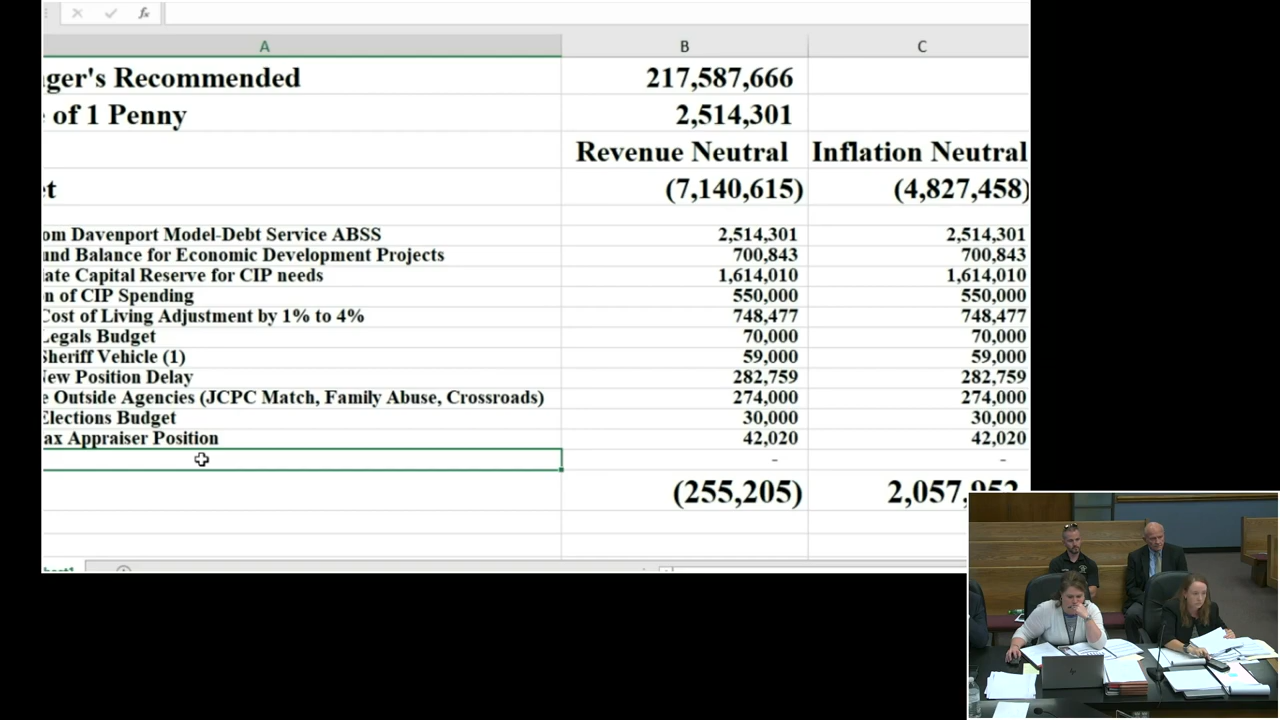 fx
A B C
ger's Recommended 217,587,666
of 1 Penny 2,514,301
Revenue Neutral Inflation Neutral
et (7,140,615) (4,827,458)
om Davenport Model-Debt Service ABSS 2,514,301 2,514,301
und Balance for Economic Development Projects 700,843 700,843
ate Capital Reserve for CIP needs 1,614,010 1,614,010
n of CIP Spending 550,000 550,000
Cost of Living Adjustment by 1% to 4% 748,477 748,477
Legals Budget 70,000 70,000
Sheriff Vehicle (1) 59,000 59,000
New Position Delay 282,759 282,759
e Outside Agencies (JCPC Match, Family Abuse, Crossroads) 274,000 274,000
Elections Budget 30,000 30,000
ax Appraiser Position 42,020 42,020
- -
(255,205) 2,057,952